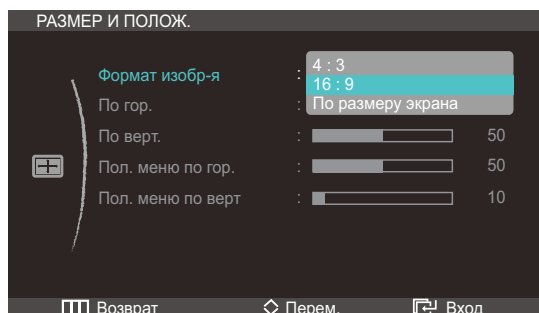 РАЗМЕР И ПОЛОЖ.
Формат изобр-я : 4 : 3
16 : 9
По гор. : По размеру экрана
По верт. : 50
Пол. меню по гор. : 50
Пол. меню по верт : 10
Возврат Перем. Вход